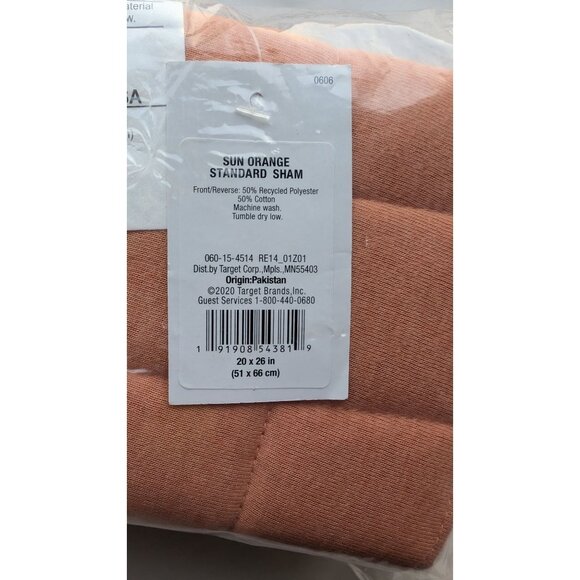 aterial
w.
SA
)
0606
SUN ORANGE
STANDARD SHAM
Front/Reverse: 50% Recycled Polyester
50% Cotton
Machine wash.
Tumble dry low.
060-15-4514 RE14_01Z01
Dist.by Target Corp.,Mpls.,MN55403
Origin:Pakistan
©2020 Target Brands,Inc.
Guest Services 1-800-440-0680
1 91908 54381 9
20 x 26 in
(51 x 66 cm)